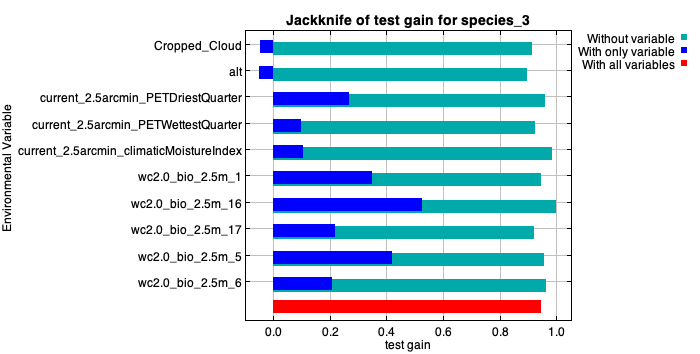 Jackknife of test gain for species_3
Without variable
With only variable
With all variables
Environmental Variable
Cropped_Cloud
alt
current_2.5arcmin_PETDriestQuarter
current_2.5arcmin_PETWettestQuarter
current_2.5arcmin_climaticMoistureIndex
wc2.0_bio_2.5m_1
wc2.0_bio_2.5m_16
wc2.0_bio_2.5m_17
wc2.0_bio_2.5m_5
wc2.0_bio_2.5m_6
0.0 0.2 0.4 0.6 0.8 1.0
test gain